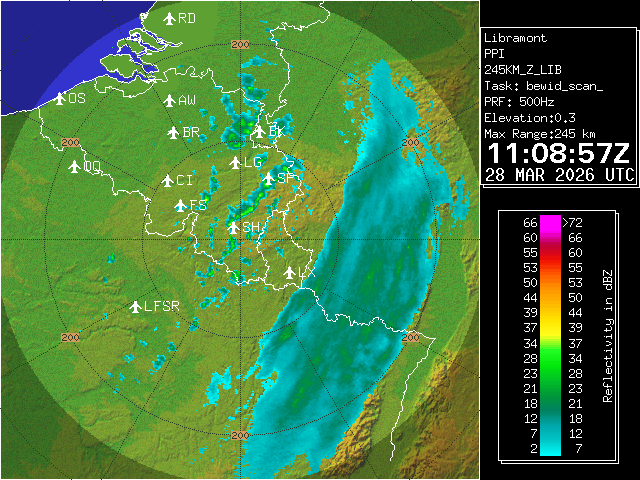 RD
200
OS
AW
BR
BK
200
LG
QQ
CI
SP
FS
SH
LX
LFSR
200
200
200
Libramont
PPI
245KM_Z_LIB
Task: bewid_scan_
PRF: 500Hz
Elevation:0.3
Max Range:245 km
11:08:57Z
28 MAR 2026 UTC
66 >72
60 66
55 60
53 55
50 53
44 50
39 44
37 39
34 37
28 34
23 28
21 23
18 21
12 18
7 12
2 7
Reflectivity in dBZ